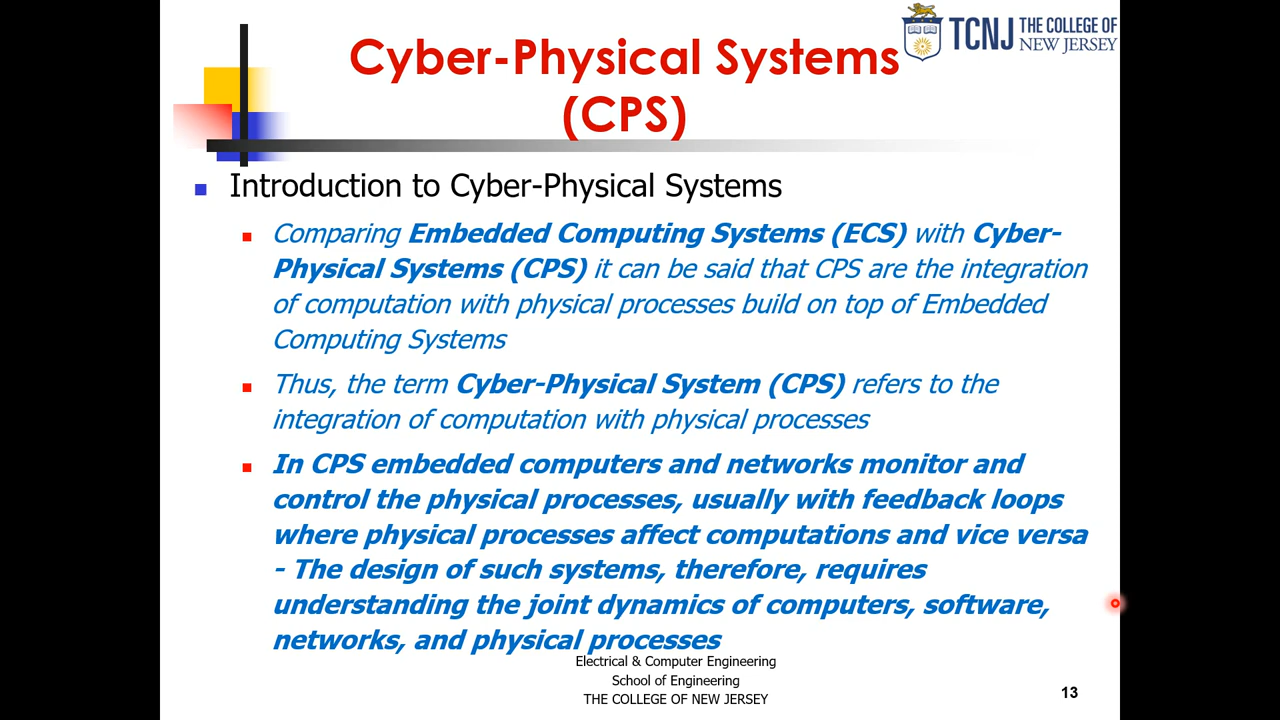 TCNJ THE COLLEGE OF
NEW JERSEY
Cyber-Physical Systems
(CPS)
Introduction to Cyber-Physical Systems
Comparing Embedded Computing Systems (ECS) with Cyber-
Physical Systems (CPS) it can be said that CPS are the integration
of computation with physical processes build on top of Embedded
Computing Systems
Thus, the term Cyber-Physical System (CPS) refers to the
integration of computation with physical processes
In CPS embedded computers and networks monitor and
control the physical processes, usually with feedback loops
where physical processes affect computations and vice versa
- The design of such systems, therefore, requires
understanding the joint dynamics of computers, software,
networks, and physical processes
Electrical & Computer Engineering
School of Engineering
THE COLLEGE OF NEW JERSEY
13